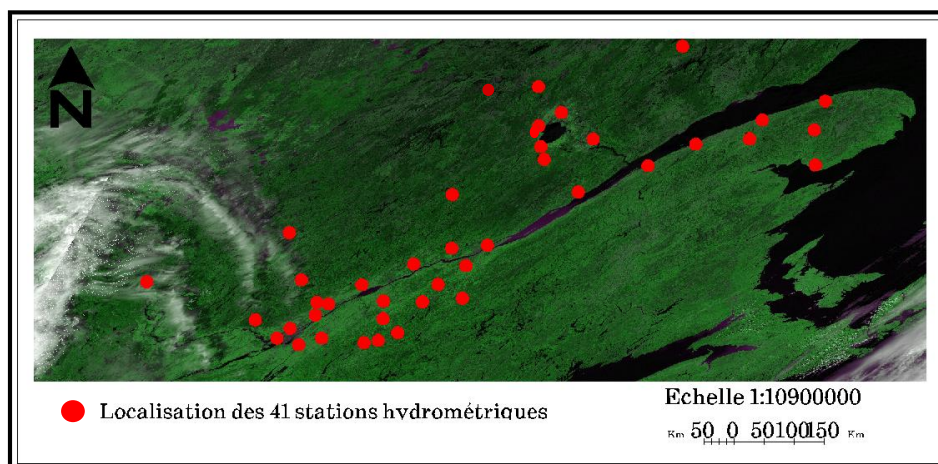 N
Localisation des 41 stations hydrométriques
Echelle 1:10900000
Km 50 0 50100150 Km